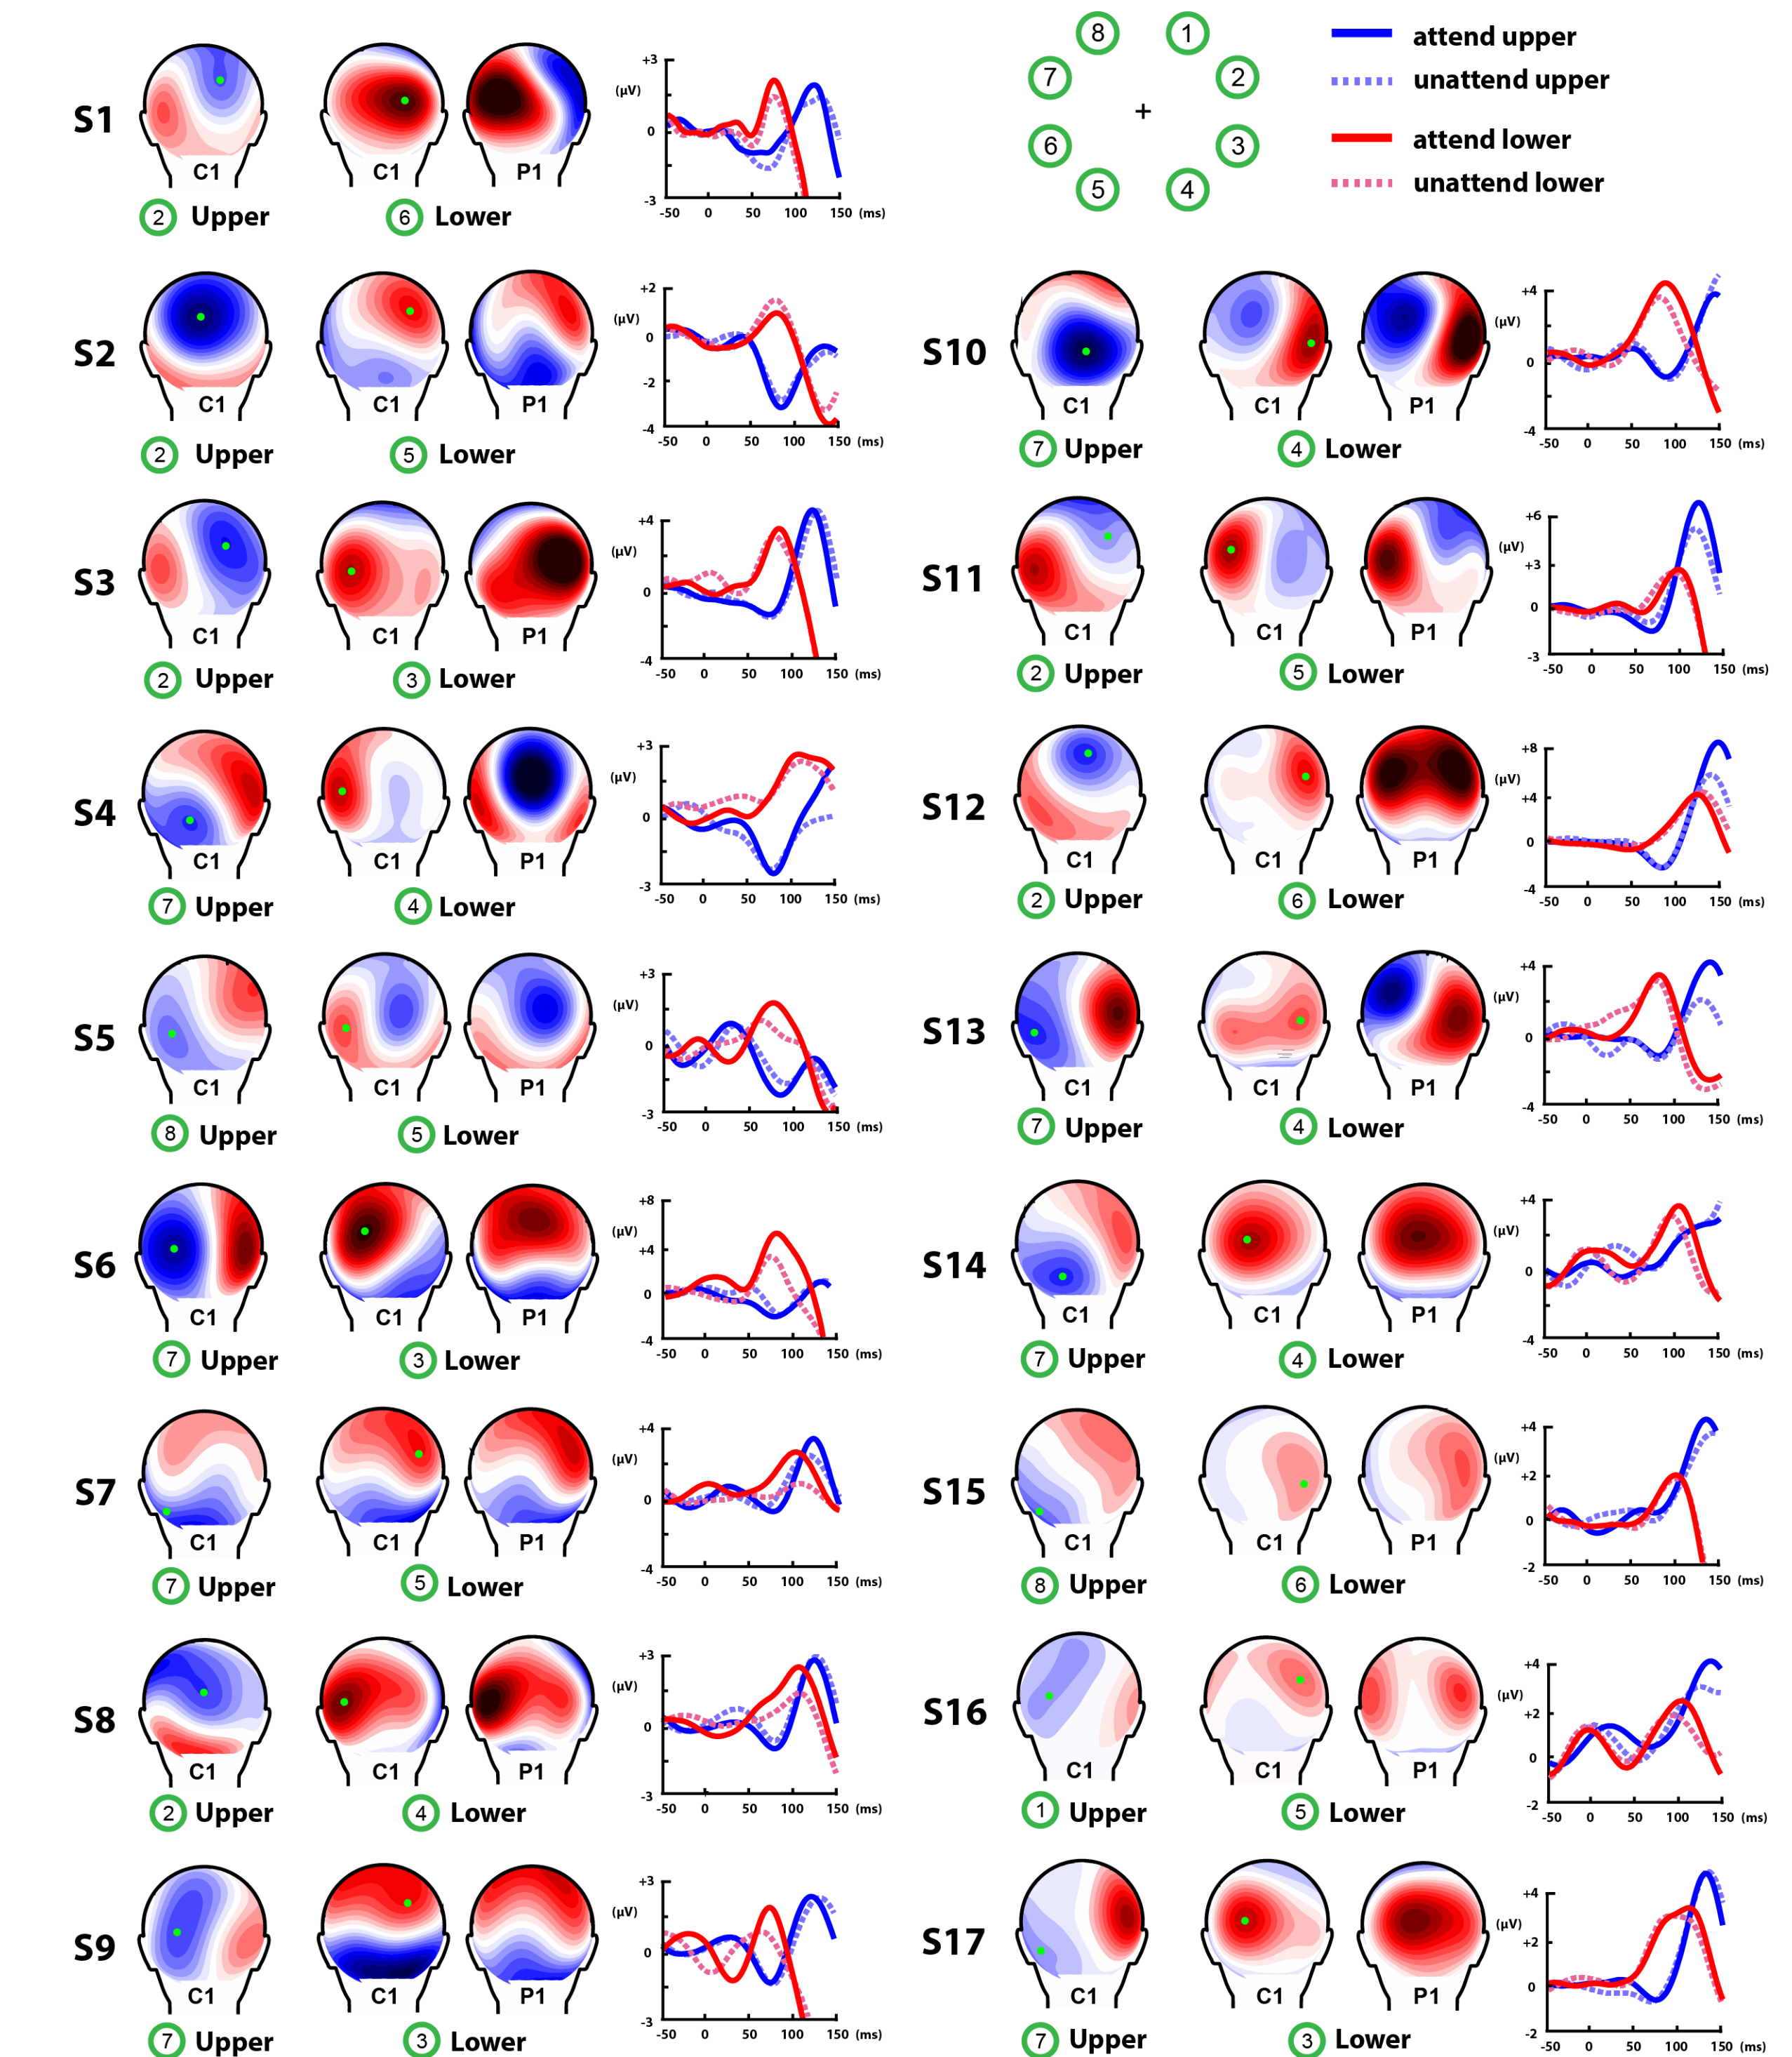 8 1
7 2
+
6 3
5 4
attend upper
unattend upper
attend lower
unattend lower
S1
C1 C1 P1
2 Upper 6 Lower
+3
(µV)
0
-3
-50 0 50 100 150 (ms)
S2
C1 C1 P1
2 Upper 5 Lower
+2
(µV)
0
-2
-4
-50 0 50 100 150 (ms)
S10
C1 C1 P1
7 Upper 4 Lower
+4
(µV)
0
-4
-50 0 50 100 150 (ms)
S3
C1 C1 P1
2 Upper 3 Lower
+4
(µV)
0
-4
-50 0 50 100 150 (ms)
S11
C1 C1 P1
2 Upper 5 Lower
+6
(µV)
+3
0
-3
-50 0 50 100 150 (ms)
S4
C1 C1 P1
7 Upper 4 Lower
+3
(µV)
0
-3
-50 0 50 100 150 (ms)
S12
C1 C1 P1
2 Upper 6 Lower
+8
(µV)
+4
0
-4
-50 0 50 100 150 (ms)
S5
C1 C1 P1
8 Upper 5 Lower
+3
(µV)
0
-3
-50 0 50 100 150 (ms)
S13
C1 C1 P1
7 Upper 4 Lower
+4
(µV)
0
-4
-50 0 50 100 150 (ms)
S6
C1 C1 P1
7 Upper 3 Lower
+8
(µV)
+4
0
-4
-50 0 50 100 150 (ms)
S14
C1 C1 P1
7 Upper 4 Lower
+4
(µV)
0
-4
-50 0 50 100 150 (ms)
S7
C1 C1 P1
7 Upper 5 Lower
+4
(µV)
0
-4
-50 0 50 100 150 (ms)
S15
C1 C1 P1
8 Upper 6 Lower
+4
(µV)
+2
0
-2
-50 0 50 100 150 (ms)
S8
C1 C1 P1
2 Upper 4 Lower
+3
(µV)
0
-3
-50 0 50 100 150 (ms)
S16
C1 C1 P1
1 Upper 5 Lower
+4
(µV)
+2
0
-2
-50 0 50 100 150 (ms)
S9
C1 C1 P1
7 Upper 3 Lower
+3
(µV)
0
-3
-50 0 50 100 150 (ms)
S17
C1 C1 P1
7 Upper 3 Lower
+4
(µV)
+2
0
-2
-50 0 50 100 150 (ms)